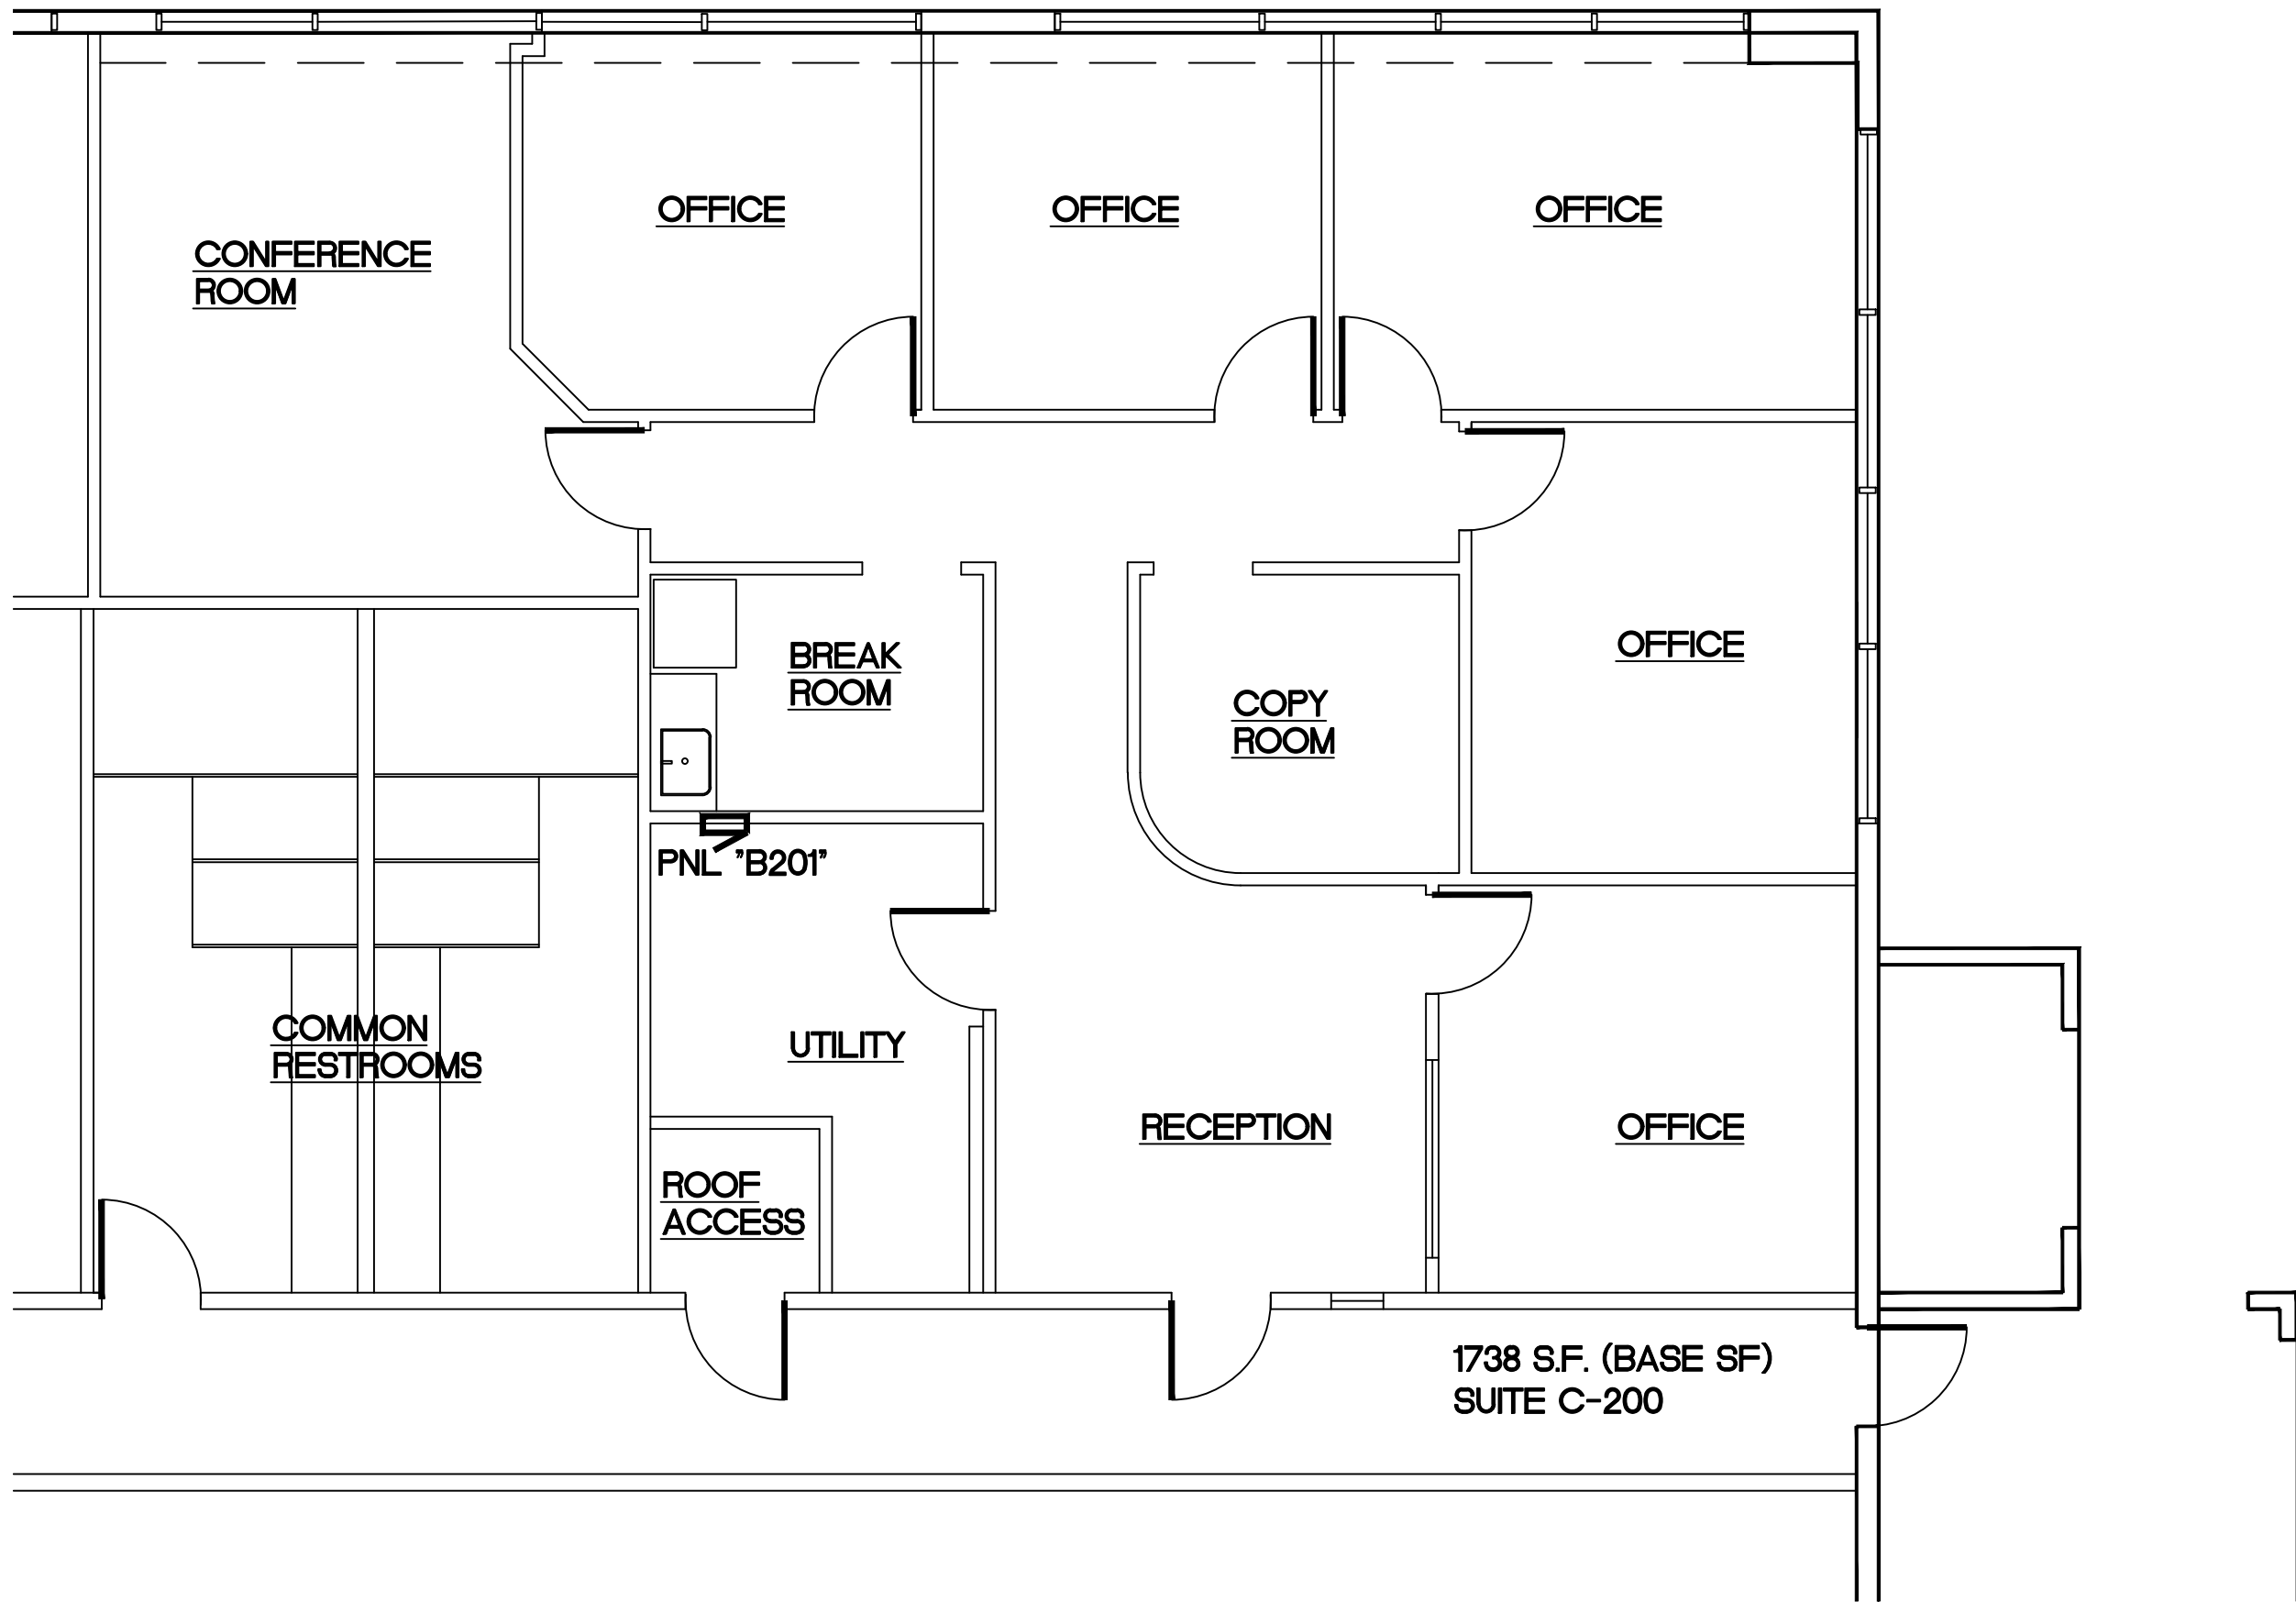 OFFICE
OFFICE
OFFICE
CONFERENCE
ROOM
OFFICE
BREAK
ROOM
COPY
ROOM
PNL "B201"
COMMON
RESTROOMS
UTILITY
RECEPTION
OFFICE
ROOF
ACCESS
1738 S.F. (BASE SF)
SUITE C-200